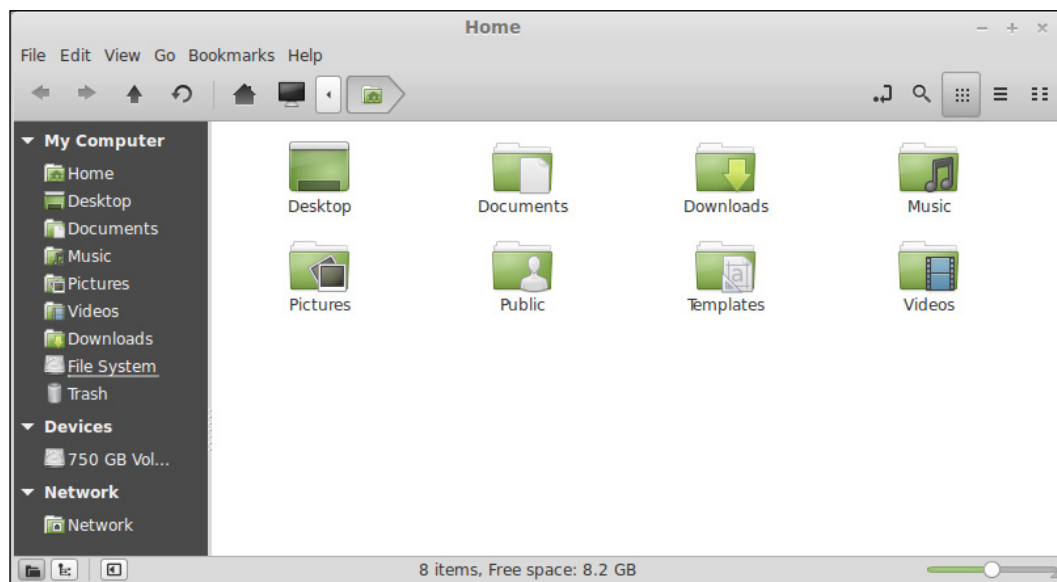 Home
File Edit View Go Bookmarks Help
My Computer
Home
Desktop
Documents
Music
Pictures
Videos
Downloads
File System
Trash
Devices
750 GB Vol...
Network
Network
Desktop Documents Downloads Music
Pictures Public Templates Videos
8 items, Free space: 8.2 GB